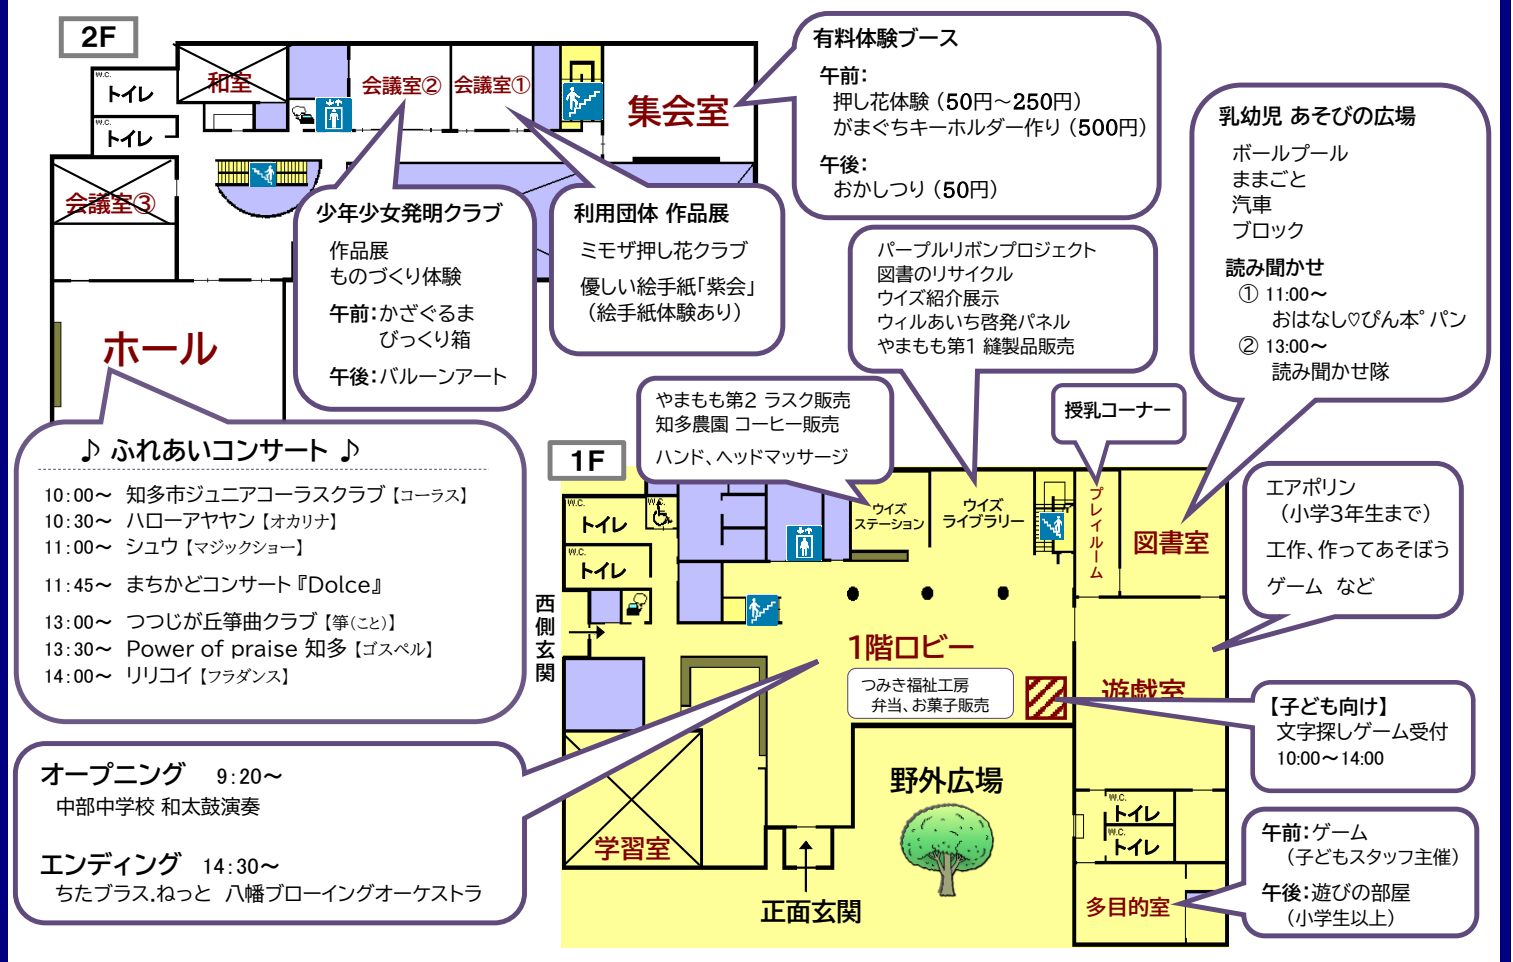 2F
W.C.
トイレ
W.C.
トイレ
和室
会議室②
会議室①
集会室
会議室③
ホール
有料体験ブース
午前：
押し花体験（50円～250円）
がまぐちキーホルダー作り（500円）
午後：
おかしつり（50円）
少年少女発明クラブ
作品展
ものづくり体験
午前：かざぐるま
びっくり箱
午後：バルーンアート
利用団体 作品展
ミモザ押し花クラブ
優しい絵手紙「紫会」
（絵手紙体験あり）
乳幼児 あそびの広場
ボールプール
ままごと
汽車
ブロック
読み聞かせ
① 11:00～
おはなし♡ぴん本°パン
② 13:00～
読み聞かせ隊
パープルリボンプロジェクト
図書のリサイクル
ウイズ紹介展示
ウィルあいち啓発パネル
やまもも第1 縫製品販売
やまもも第2 ラスク販売
知多農園 コーヒー販売
ハンド、ヘッドマッサージ
授乳コーナー
♪ ふれあいコンサート ♪
10:00～ 知多市ジュニアコーラスクラブ【コーラス】
10:30～ ハローアヤヤン【オカリナ】
11:00～ シュウ【マジックショー】
11:45～ まちかどコンサート『Dolce』
13:00～ つつじが丘箏曲クラブ【箏(こと)】
13:30～ Power of praise 知多【ゴスペル】
14:00～ リリコイ【フラダンス】
1F
W.C.
トイレ
W.C.
W.C.
トイレ
ウイズ
ステーション
ウイズ
ライブラリー
プレイルーム
図書室
エアポリン
（小学3年生まで）
工作、作ってあそぼう
ゲーム など
西側玄関
1階ロビー
つみき福祉工房
弁当、お菓子販売
遊戯室
【子ども向け】
文字探しゲーム受付
10:00～14:00
オープニング 9:20～
中部中学校 和太鼓演奏
エンディング 14:30～
ちたブラス.ねっと 八幡ブローイングオーケストラ
学習室
野外広場
正面玄関
W.C.
トイレ
W.C.
トイレ
多目的室
午前：ゲーム
（子どもスタッフ主催）
午後：遊びの部屋
（小学生以上）